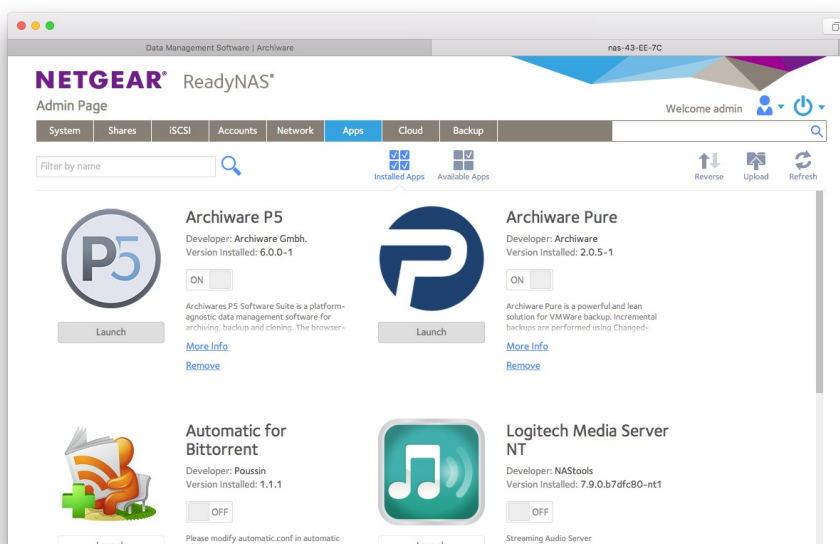 Data Management Software | Archiware
nas-43-EE-7C
NETGEAR® ReadyNAS®
Admin Page
Welcome admin
System Shares iSCSI Accounts Network Apps Cloud Backup
Filter by name
Installed Apps Available Apps
Reverse Upload Refresh
P5
Archiware P5
Developer: Archiware Gmbh.
Version Installed: 6.0.0-1
ON
Archiwares P5 Software Suite is a platform-
agnostic data management software for
archiving, backup and cloning. The browser-
Launch
More Info
Remove
Archiware Pure
Developer: Archiware
Version Installed: 2.0.5-1
ON
Archiware Pure is a powerful and lean
solution for VMWare backup. Incremental
backups are performed using Changed-
Launch
More Info
Remove
Automatic for
Bittorrent
Developer: Poussin
Version Installed: 1.1.1
OFF
Please modify automatic.conf in automatic
Launch
Logitech Media Server
NT
Developer: NAStools
Version Installed: 7.9.0.b7dfc80-nt1
OFF
Streaming Audio Server
Launch